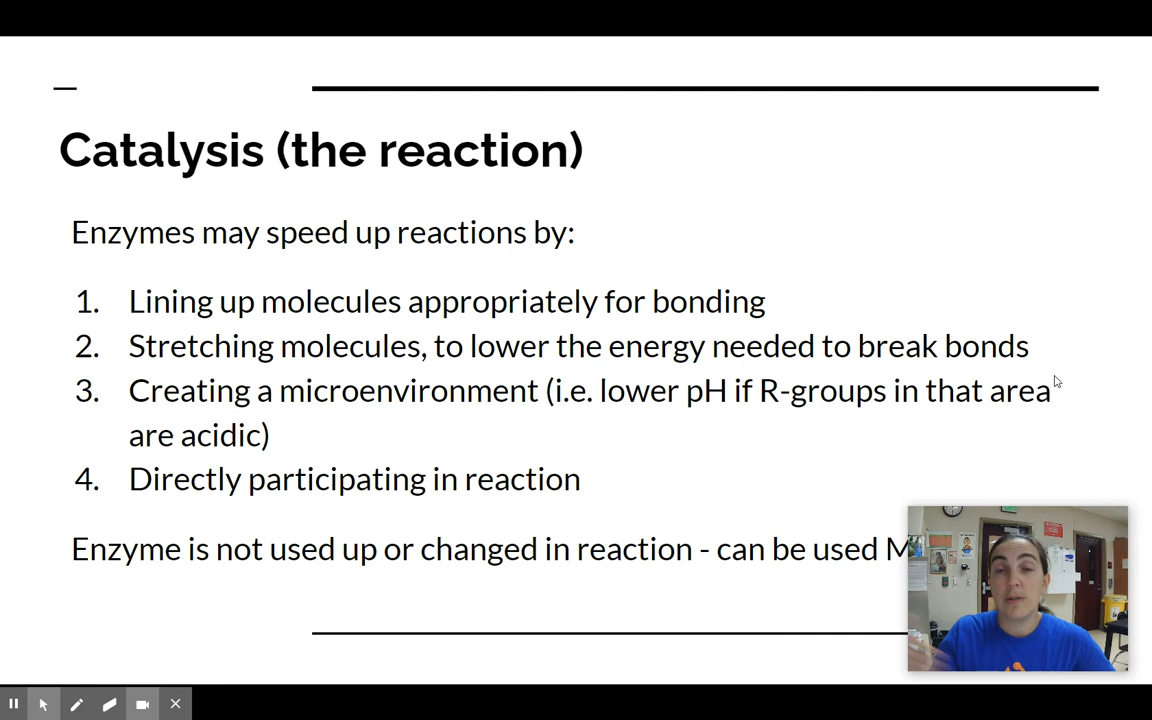 Catalysis (the reaction)
Enzymes may speed up reactions by:
1. Lining up molecules appropriately for bonding
2. Stretching molecules, to lower the energy needed to break bonds
3. Creating a microenvironment (i.e. lower pH if R-groups in that area
are acidic)
4. Directly participating in reaction
Enzyme is not used up or changed in reaction - can be used